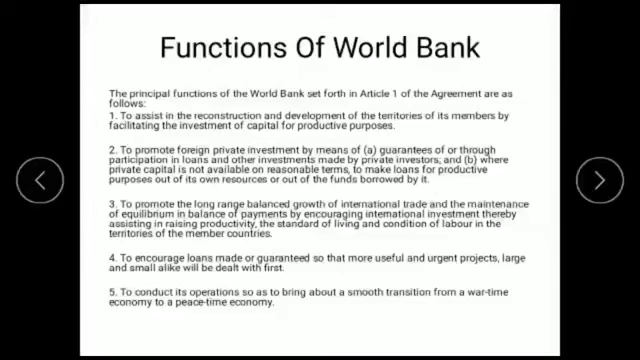 Functions Of World Bank
The principal functions of the World Bank set forth in Article 1 of the Agreement are as
follows:
1. To assist in the reconstruction and development of the territories of its members by
facilitating the investment of capital for productive purposes.
2. To promote foreign private investment by means of (a) guarantees of or through
participation in loans and other investments made by private investors; and (b) where
private capital is not available on reasonable terms, to make loans for productive
purposes out of its own resources or out of the funds borrowed by it.
3. To promote the long range balanced growth of international trade and the maintenance
of equilibrium in balance of payments by encouraging international investment thereby
assisting in raising productivity, the standard of living and condition of labour in the
territories of the member countries.
4. To encourage loans made or guaranteed so that more useful and urgent projects, large
and small alike will be dealt with first.
5. To conduct its operations so as to bring about a smooth transition from a war-time
economy to a peace-time economy.